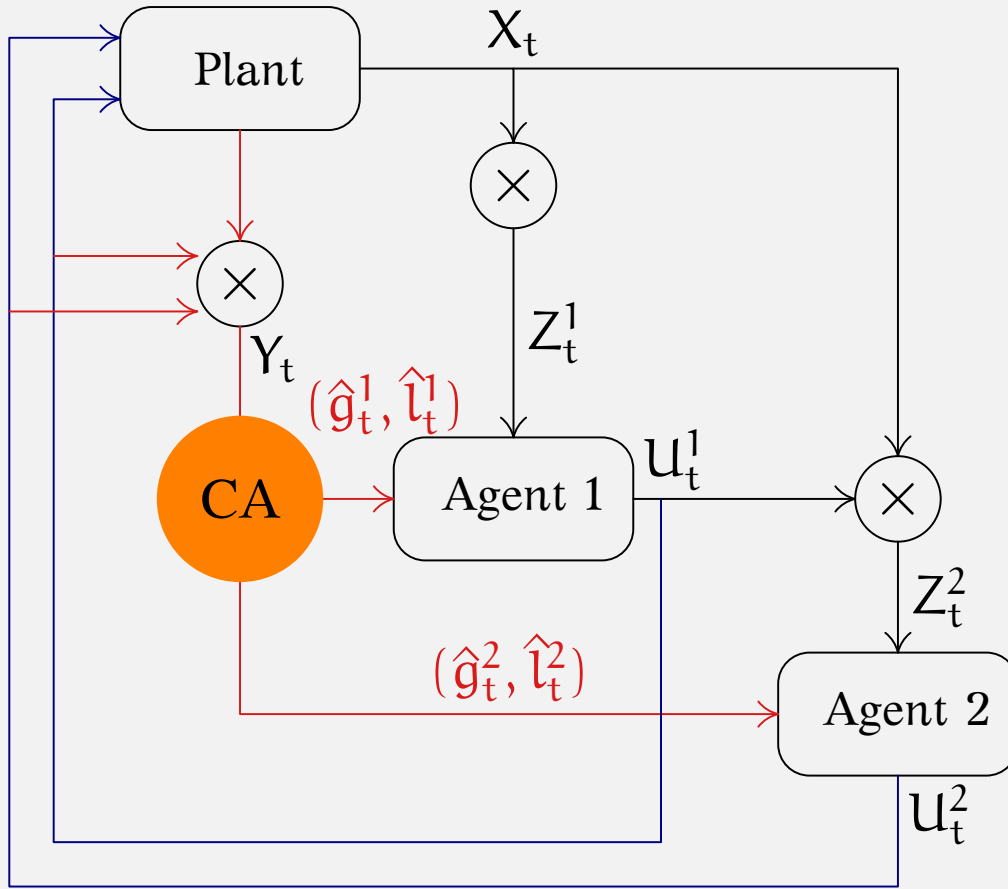 X_t
Plant
×
×
Z_t^1
Y_t
(ĝ_t^1, l̂_t^1)
U_t^1
CA
Agent 1
×
Z_t^2
(ĝ_t^2, l̂_t^2)
Agent 2
U_t^2